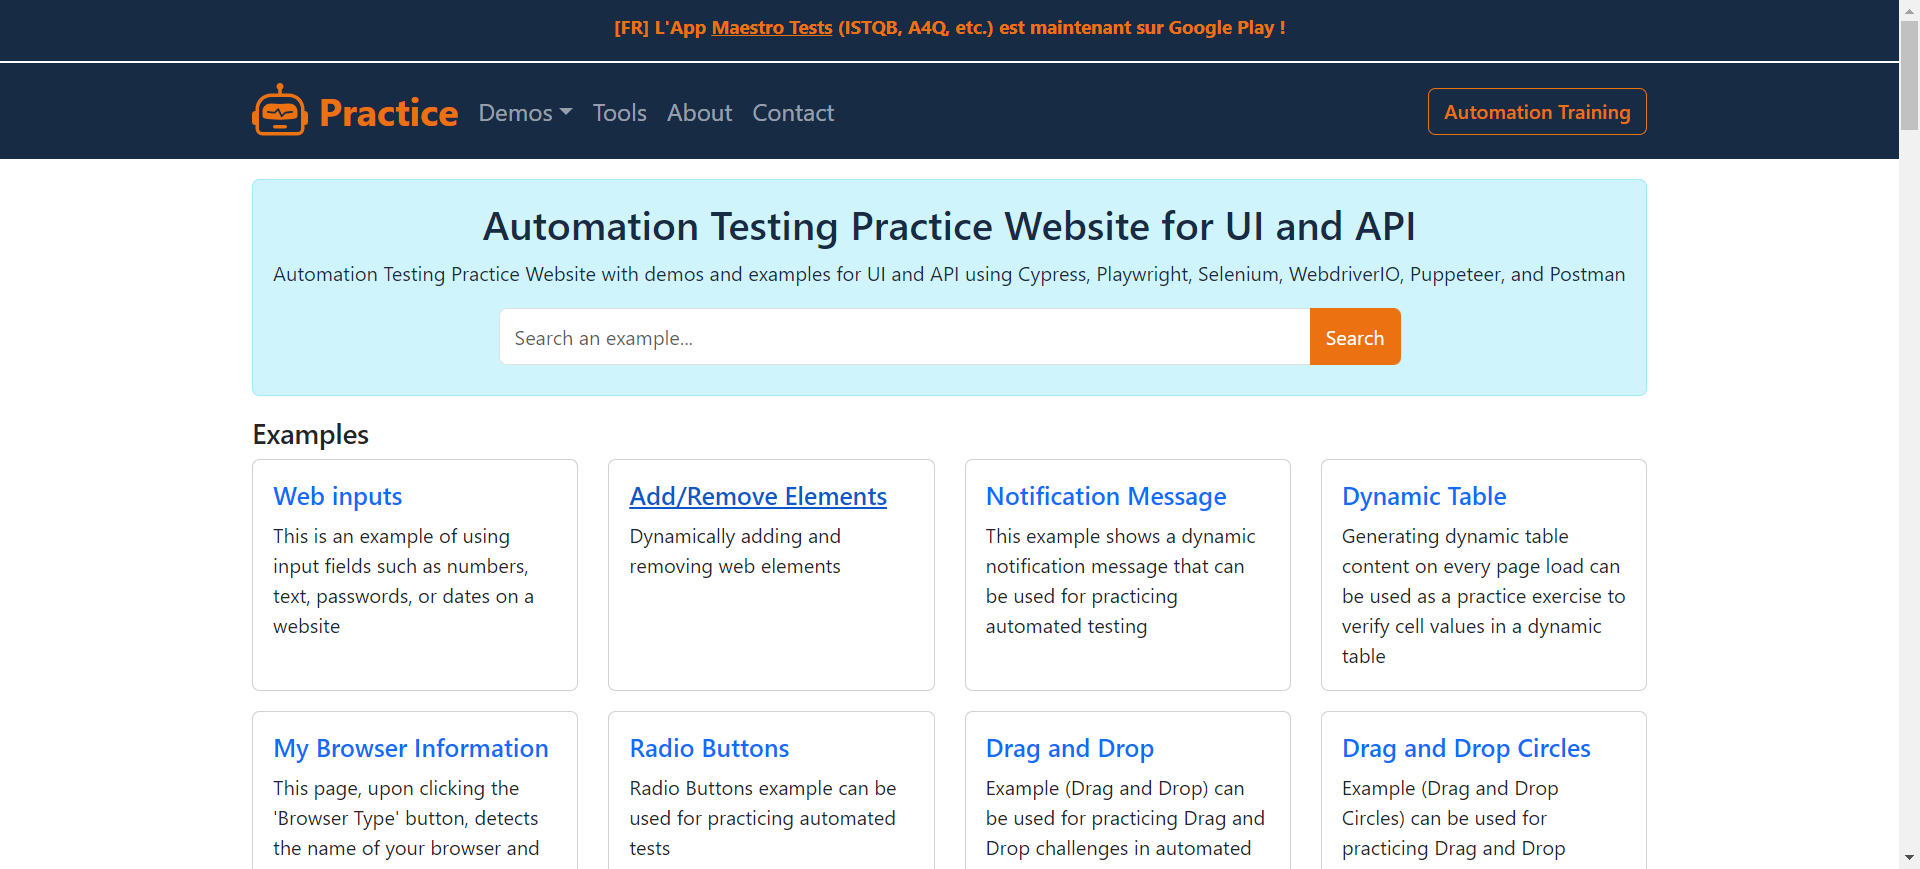 [FR] L'App Maestro Tests (ISTQB, A4Q, etc.) est maintenant sur Google Play !
Practice
Demos
Tools
About
Contact
Automation Training
Automation Testing Practice Website for UI and API
Automation Testing Practice Website with demos and examples for UI and API using Cypress, Playwright, Selenium, WebdriverIO, Puppeteer, and Postman
Search an example...
Search
Examples
Web inputs
This is an example of using
input fields such as numbers,
text, passwords, or dates on a
website
Add/Remove Elements
Dynamically adding and
removing web elements
Notification Message
This example shows a dynamic
notification message that can
be used for practicing
automated testing
Dynamic Table
Generating dynamic table
content on every page load can
be used as a practice exercise to
verify cell values in a dynamic
table
My Browser Information
This page, upon clicking the
'Browser Type' button, detects
the name of your browser and
Radio Buttons
Radio Buttons example can be
used for practicing automated
tests
Drag and Drop
Example (Drag and Drop) can
be used for practicing Drag and
Drop challenges in automated
Drag and Drop Circles
Example (Drag and Drop
Circles) can be used for
practicing Drag and Drop